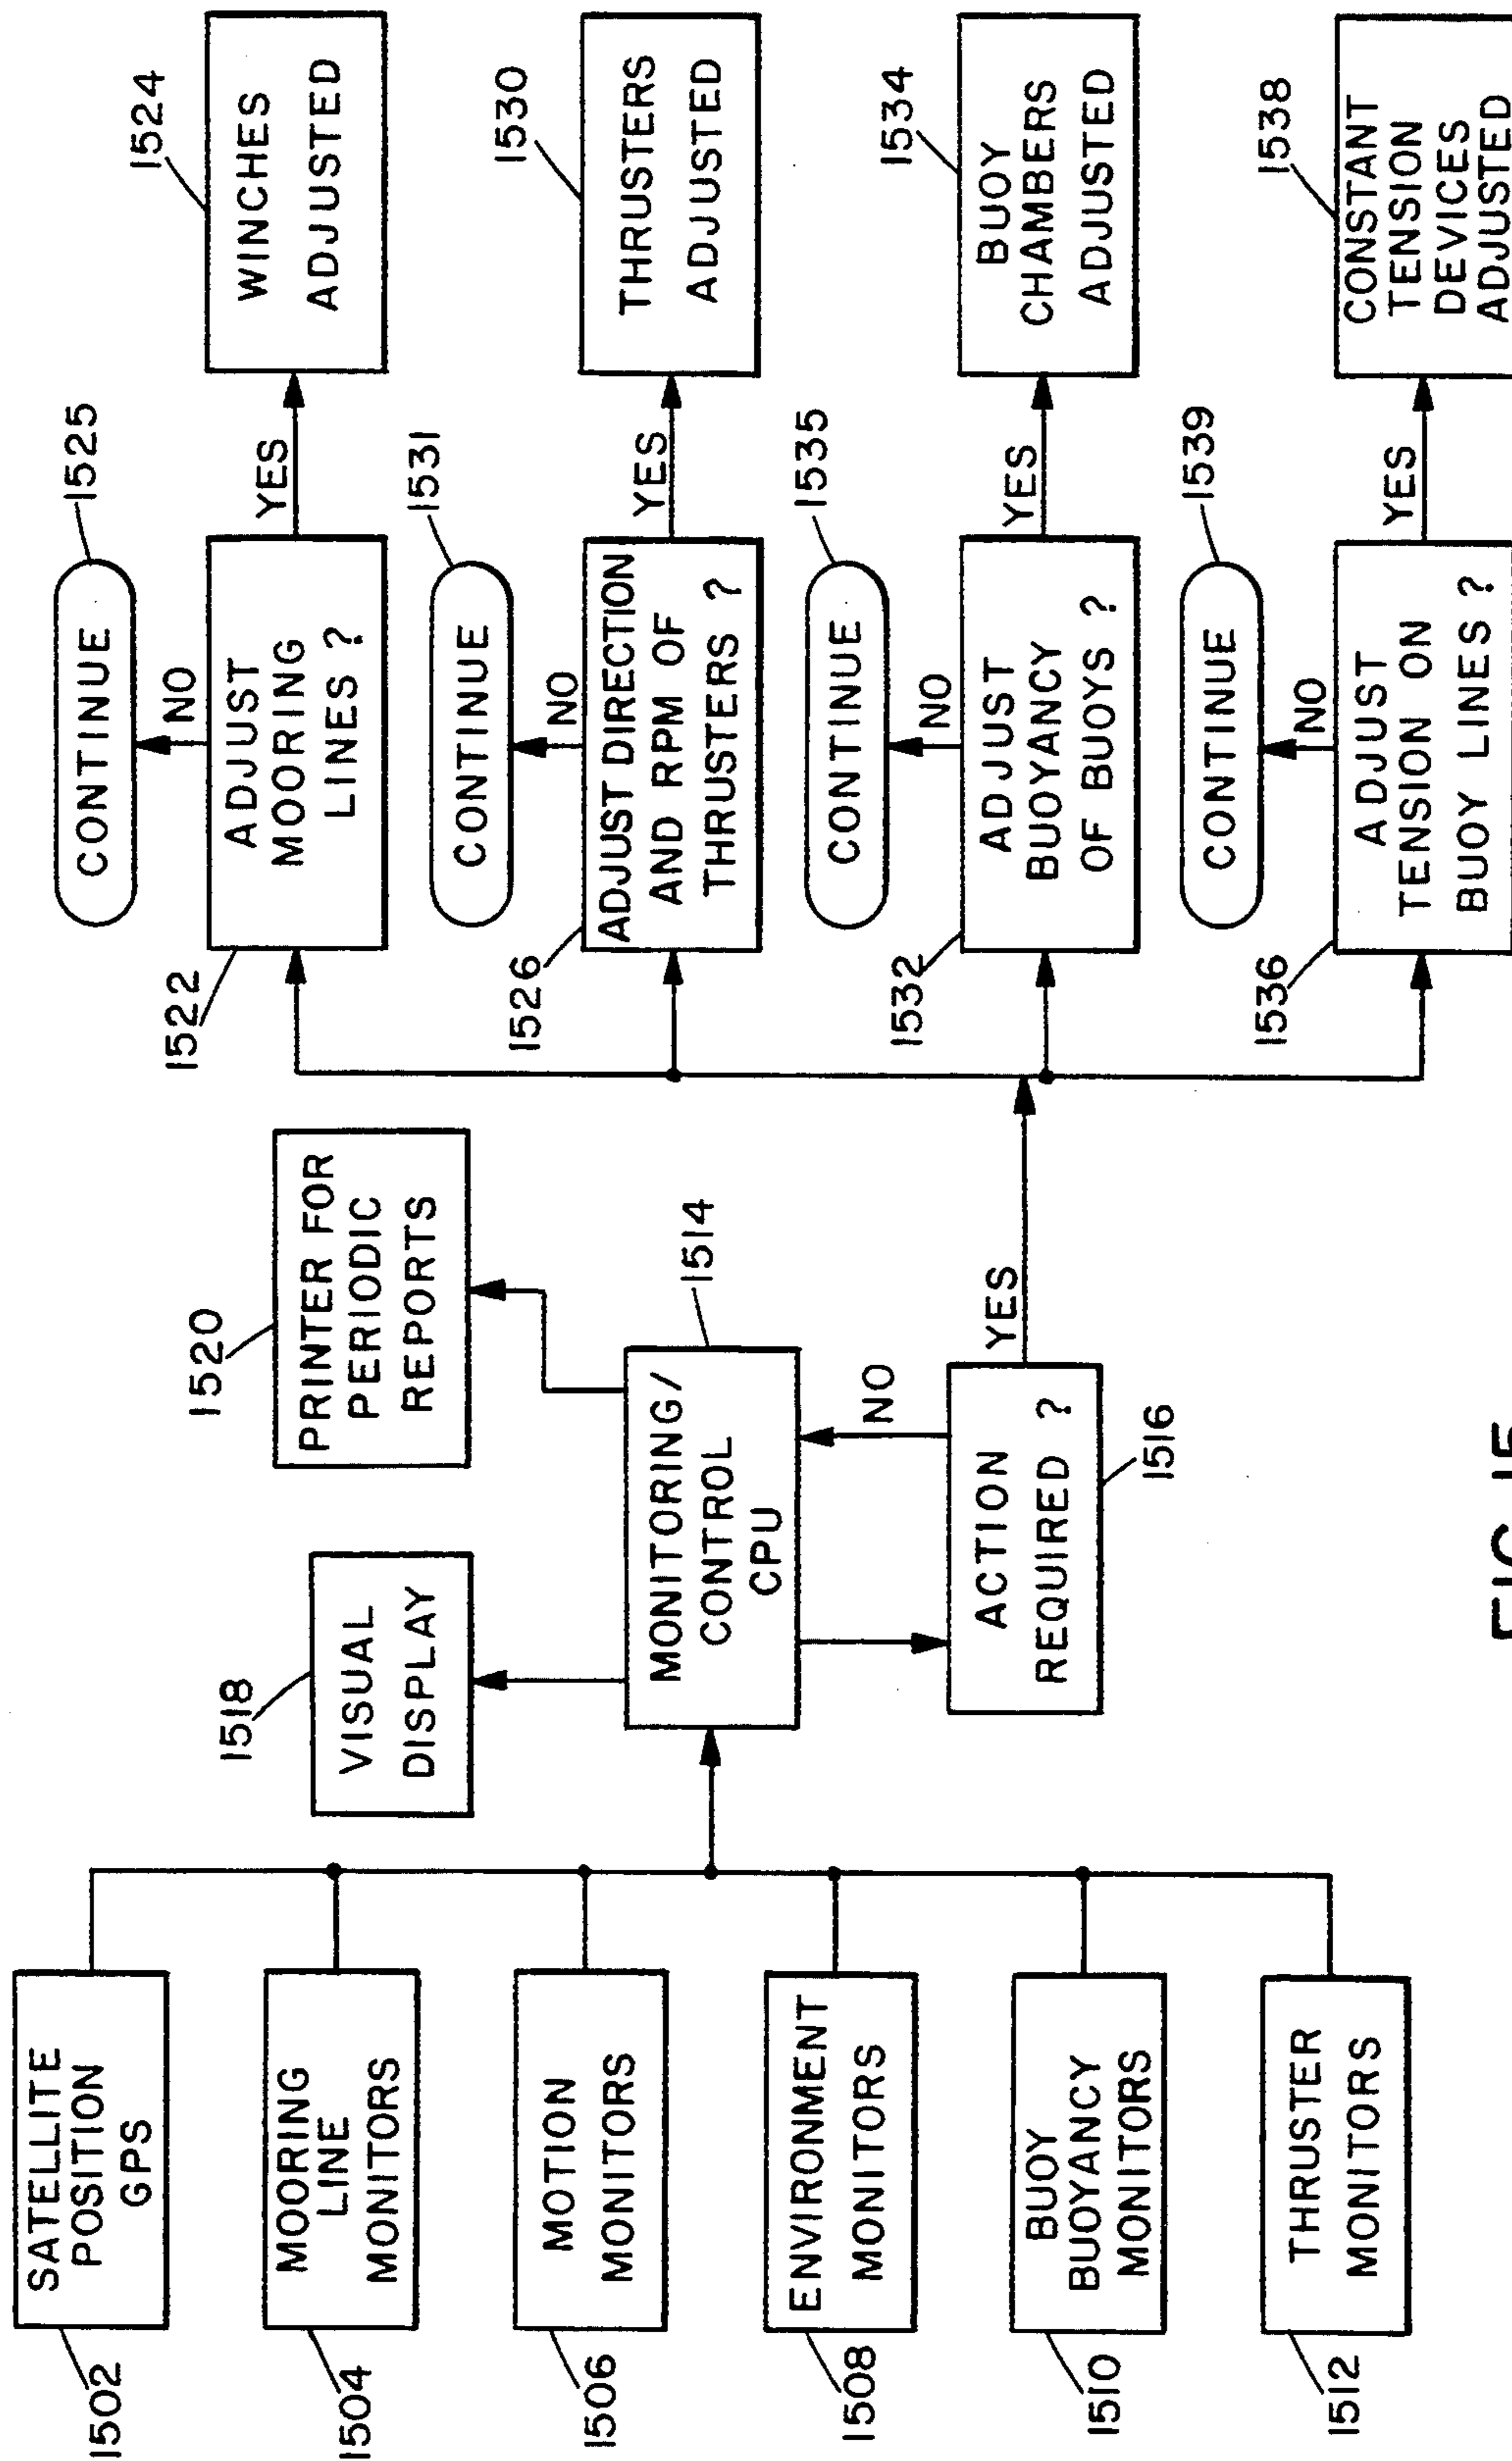 1502
SATELLITE
POSITION
GPS
1504
MOORING
LINE
MONITORS
1506
MOTION
MONITORS
1508
ENVIRONMENT
MONITORS
1510
BUOY
BUOYANCY
MONITORS
1512
THRUSTER
MONITORS
1518
VISUAL
DISPLAY
1520
PRINTER FOR
PERIODIC
REPORTS
1514
MONITORING/
CONTROL
CPU
NO
ACTION
REQUIRED ?
1516
YES
CONTINUE
1525
NO
1522
ADJUST
MOORING
LINES ?
YES
1524
WINCHES
ADJUSTED
CONTINUE
1531
NO
1526
ADJUST DIRECTION
AND RPM OF
THRUSTERS ?
YES
1530
THRUSTERS
ADJUSTED
CONTINUE
1535
NO
1532
ADJUST
BUOYANCY
OF BUOYS ?
YES
1534
BUOY
CHAMBERS
ADJUSTED
CONTINUE
1539
NO
1536
ADJUST
TENSION ON
BUOY LINES ?
YES
1538
CONSTANT
TENSION
DEVICES
ADJUSTED
FIG. 15